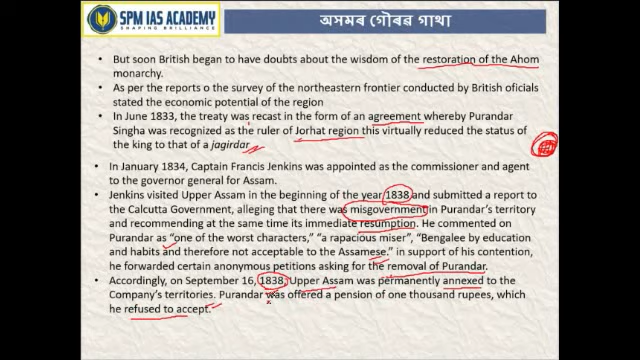 SPM IAS ACADEMY
SHAPING BRILLIANCE
অসমৰ গৌৰৱ গাথা
• But soon British began to have doubts about the wisdom of the restoration of the Ahom
monarchy.
• As per the reports o the survey of the northeastern frontier conducted by British oficials
stated the economic potential of the region
• In June 1833, the treaty was recast in the form of an agreement whereby Purandar
Singha was recognized as the ruler of Jorhat region this virtually reduced the status of
the king to that of a jagirdar
• In January 1834, Captain Francis Jenkins was appointed as the commissioner and agent
to the governor general for Assam.
• Jenkins visited Upper Assam in the beginning of the year 1838 and submitted a report to
the Calcutta Government, alleging that there was misgovernment in Purandar's territory
and recommending at the same time its immediate resumption. He commented on
Purandar as "one of the worst characters, "a rapacious miser", "Bengalee by education
and habits and therefore not acceptable to the Assamese." in support of his contention,
he forwarded certain anonymous petitions asking for the removal of Purandar.
• Accordingly, on September 16, 1838, Upper Assam was permanently annexed to the
Company's territories. Purandar was offered a pension of one thousand rupees, which
he refused to accept.